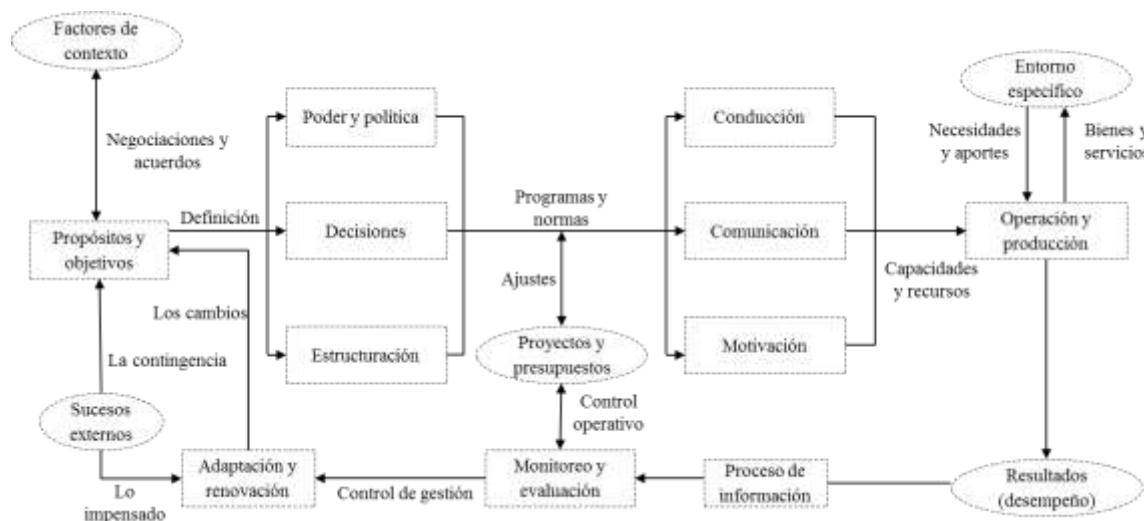 Factores de
contexto
Negociaciones y
acuerdos
Propósitos y
objetivos
Definición
Poder y política
Decisiones
Estructuración
Programas y
normas
Ajustes
Proyectos y
presupuestos
Control
operativo
Conducción
Comunicación
Motivación
Capacidades
y recursos
Entorno
específico
Necesidades
y aportes
Bienes y
servicios
Operación y
producción
Los cambios
La contingencia
Sucesos
externos
Lo
impensado
Adaptación y
renovación
Control de gestión
Monitoreo y
evaluación
Proceso de
información
Resultados
(desempeño)